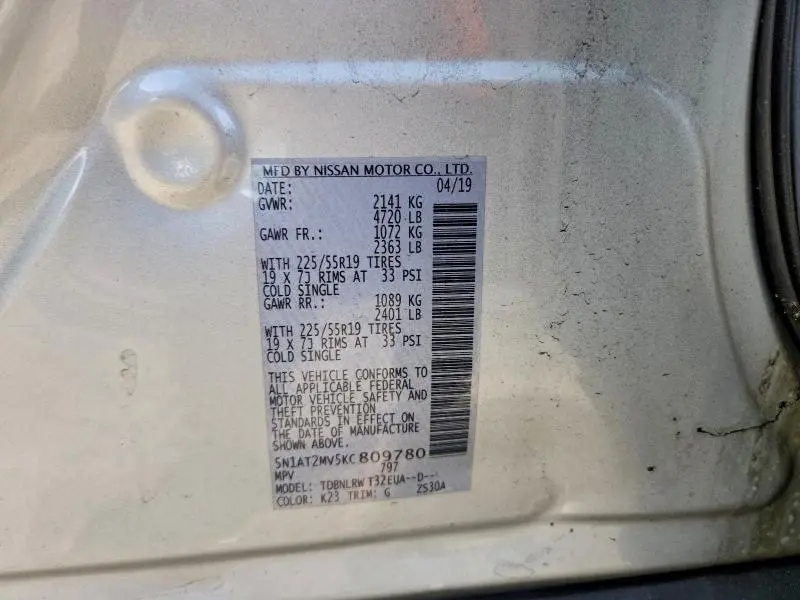 MFD BY NISSAN MOTOR CO., LTD.
DATE: 04/19
GVWR: 2141 KG
4720 LB
GAWR FR.: 1072 KG
2363 LB
WITH 225/55R19 TIRES
19 X 7J RIMS AT 33 PSI
COLD SINGLE
GAWR RR.: 1089 KG
2401 LB
WITH 225/55R19 TIRES
19 X 7J RIMS AT 33 PSI
COLD SINGLE
THIS VEHICLE CONFORMS TO
ALL APPLICABLE FEDERAL
MOTOR VEHICLE SAFETY AND
THEFT PREVENTION
STANDARDS IN EFFECT ON
THE DATE OF MANUFACTURE
SHOWN ABOVE.
5N1AT2MV5KC809780
MPV 797
MODEL: TDBNLRWT32EUA--D--
COLOR: K23 TRIM: G ZS30A